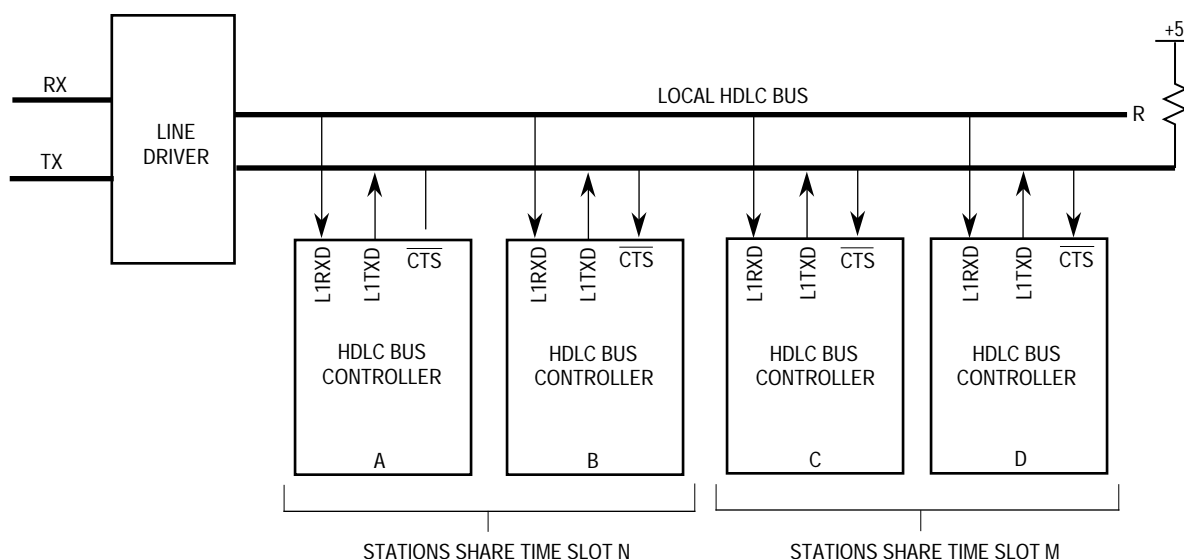 +5
RX
LOCAL HDLC BUS
R
LINE
DRIVER
TX
L1RXD
L1TXD
CTS
L1RXD
L1TXD
CTS
L1RXD
L1TXD
CTS
L1RXD
L1TXD
CTS
HDLC BUS
CONTROLLER
HDLC BUS
CONTROLLER
HDLC BUS
CONTROLLER
HDLC BUS
CONTROLLER
A
B
C
D
STATIONS SHARE TIME SLOT N
STATIONS SHARE TIME SLOT M